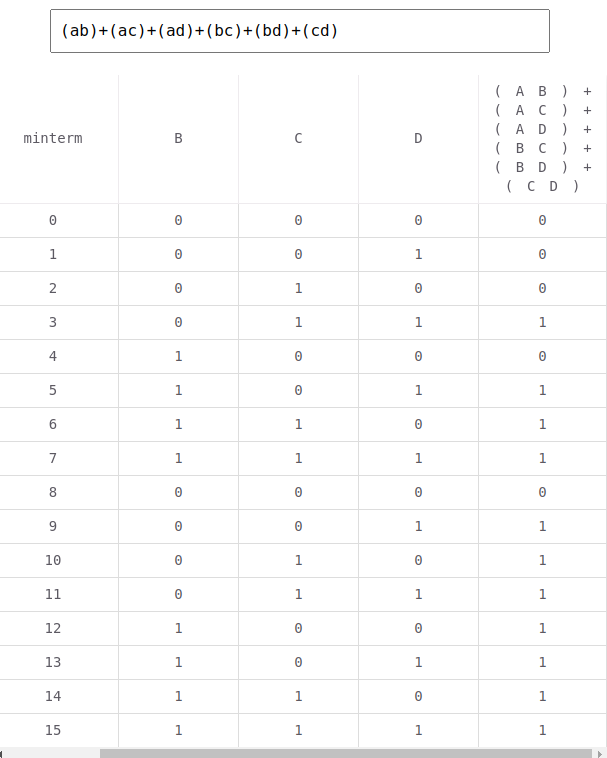 (ab)+(ac)+(ad)+(bc)+(bd)+(cd)
minterm B C D ( A B ) +
( A C ) +
( A D ) +
( B C ) +
( B D ) +
( C D )
0 0 0 0 0
1 0 0 1 0
2 0 1 0 0
3 0 1 1 1
4 1 0 0 0
5 1 0 1 1
6 1 1 0 1
7 1 1 1 1
8 0 0 0 0
9 0 0 1 1
10 0 1 0 1
11 0 1 1 1
12 1 0 0 1
13 1 0 1 1
14 1 1 0 1
15 1 1 1 1